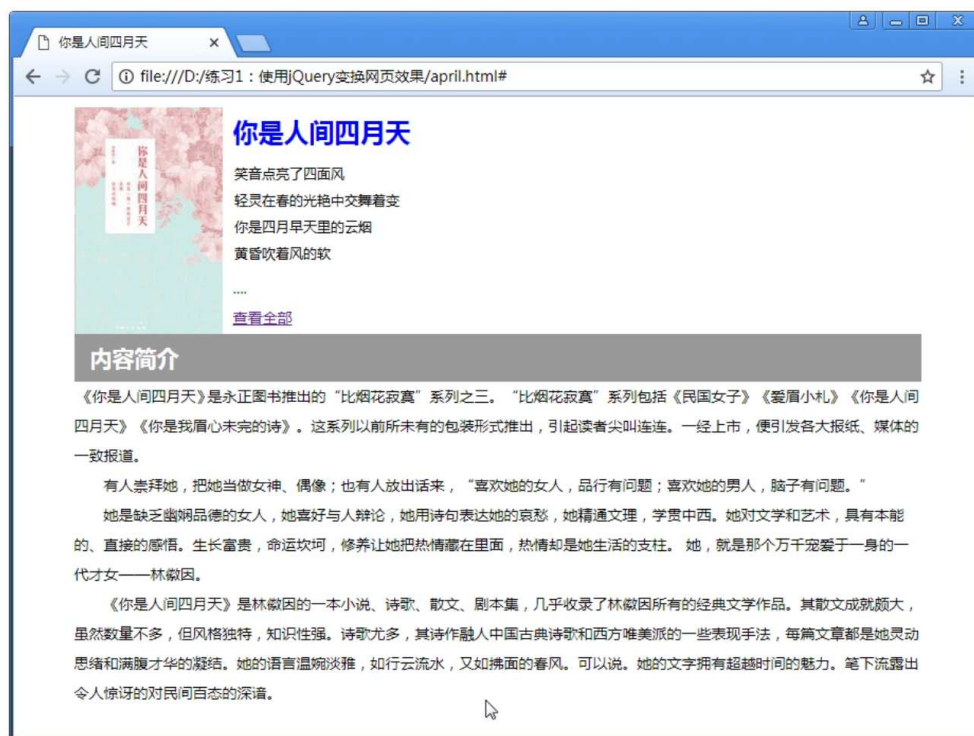 你是人间四月天
file:///D:/练习1：使用jQuery变换网页效果/april.html#
你是人间四月天
你是人间四月天
笑音点亮了四面风
轻灵在春的光艳中交舞着变
你是四月早天里的云烟
黄昏吹着风的软
....
查看全部
内容简介
《你是人间四月天》是永正图书推出的“比烟花寂寞”系列之三。“比烟花寂寞”系列包括《民国女子》《爱眉小札》《你是人间
四月天》《你是我眉心未完的诗》。这系列以前所未有的包装形式推出，引起读者尖叫连连。一经上市，便引发各大报纸、媒体的
一致报道。
有人崇拜她，把她当做女神、偶像；也有人放出话来，“喜欢她的女人，品行有问题；喜欢她的男人，脑子有问题。“
她是缺乏幽娴品德的女人，她喜好与人辩论，她用诗句表达她的哀愁，她精通文理，学贯中西。她对文学和艺术，具有本能
的、直接的感悟。生长富贵，命运坎坷，修养让她把热情藏在里面，热情却是她生活的支柱。 她，就是那个万千宠爱于一身的一
代才女——林徽因。
《你是人间四月天》是林徽因的一本小说、诗歌、散文、剧本集，几乎收录了林徽因所有的经典文学作品。其散文成就颇大，
虽然数量不多，但风格独特，知识性强。诗歌尤多，其诗作融人中国古典诗歌和西方唯美派的一些表现手法，每篇文章都是她灵动
思绪和满腹才华的凝结。她的语言温婉淡雅，如行云流水，又如拂面的春风。可以说。她的文字拥有超越时间的魅力。笔下流露出
令人惊讶的对民间百态的深谙。